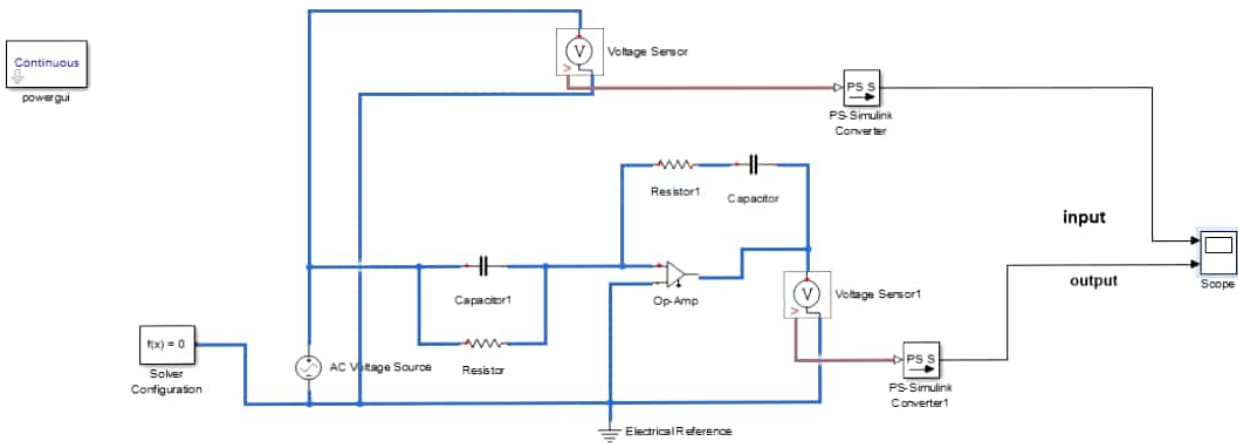 Continuous
powergui
V
Voltage Sensor
PS S
PS-Simulink
Converter
Resistor1
Capacitor
input
Capacitor1
Op-Amp
V
Voltage Sensor1
output
Scope
f(x) = 0
Solver
Configuration
AC Voltage Source
Resistor
PS S
PS-Simulink
Converter1
Electrical Reference